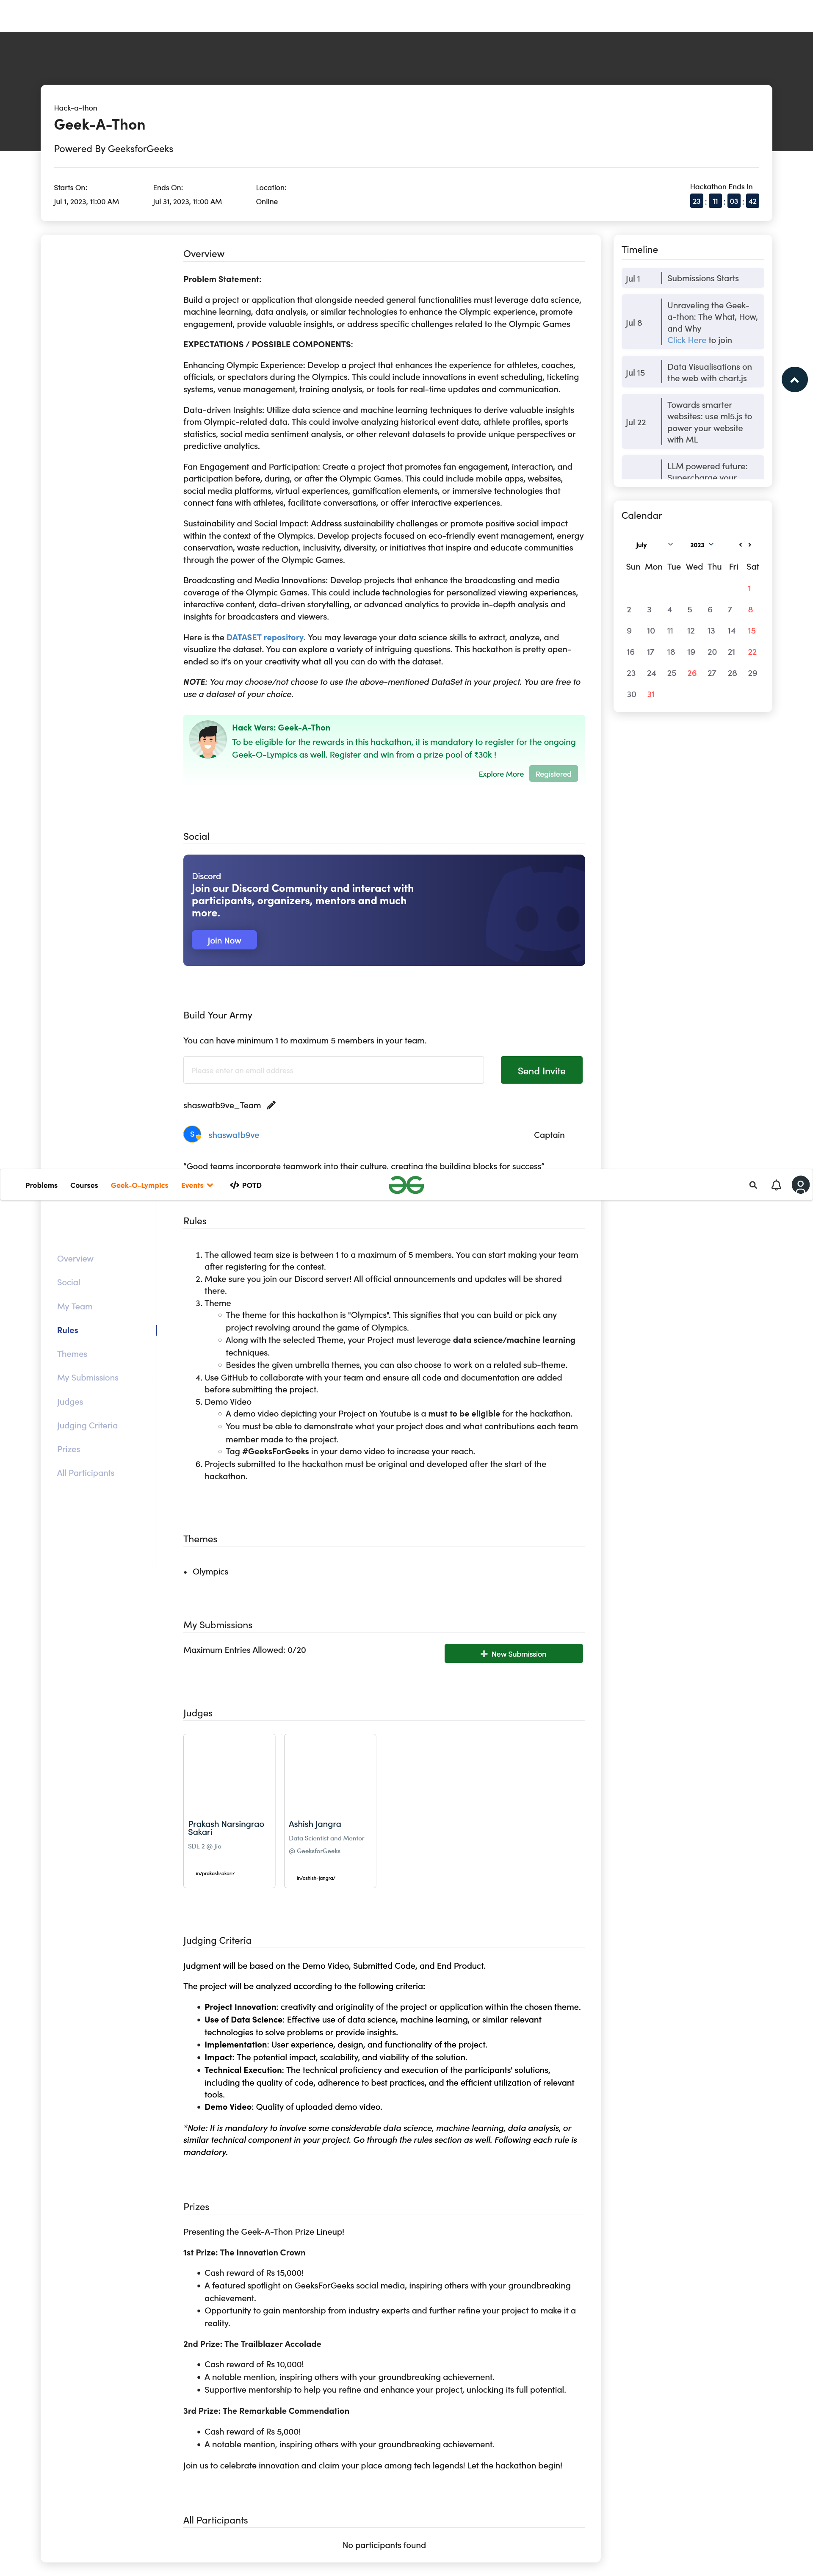 Hack-a-thon
Geek-A-Thon
Powered By GeeksforGeeks
Starts On:
Jul 1, 2023, 11:00 AM
Ends On:
Jul 31, 2023, 11:00 AM
Location:
Online
Hackathon Ends In
23 : 11 : 03 : 42
Overview
Problem Statement:
Build a project or application that alongside needed general functionalities must leverage data science,
machine learning, data analysis, or similar technologies to enhance the Olympic experience, promote
engagement, provide valuable insights, or address specific challenges related to the Olympic Games
EXPECTATIONS / POSSIBLE COMPONENTS:
Enhancing Olympic Experience: Develop a project that enhances the experience for athletes, coaches,
officials, or spectators during the Olympics. This could include innovations in event scheduling, ticketing
systems, venue management, training analysis, or tools for real-time updates and communication.
Data-driven Insights: Utilize data science and machine learning techniques to derive valuable insights
from Olympic-related data. This could involve analyzing historical event data, athlete profiles, sports
statistics, social media sentiment analysis, or other relevant datasets to provide unique perspectives or
predictive analytics.
Fan Engagement and Participation: Create a project that promotes fan engagement, interaction, and
participation before, during, or after the Olympic Games. This could include mobile apps, websites,
social media platforms, virtual experiences, gamification elements, or immersive technologies that
connect fans with athletes, facilitate conversations, or offer interactive experiences.
Sustainability and Social Impact: Address sustainability challenges or promote positive social impact
within the context of the Olympics. Develop projects focused on eco-friendly event management, energy
conservation, waste reduction, inclusivity, diversity, or initiatives that inspire and educate communities
through the power of the Olympic Games.
Broadcasting and Media Innovations: Develop projects that enhance the broadcasting and media
coverage of the Olympic Games. This could include technologies for personalized viewing experiences,
interactive content, data-driven storytelling, or advanced analytics to provide in-depth analysis and
insights for broadcasters and viewers.
Here is the DATASET repository. You may leverage your data science skills to extract, analyze, and
visualize the dataset. You can explore a variety of intriguing questions. This hackathon is pretty open-
ended so it's on your creativity what all you can do with the dataset.
NOTE: You may choose/not choose to use the above-mentioned DataSet in your project. You are free to
use a dataset of your choice.
Hack Wars: Geek-A-Thon
To be eligible for the rewards in this hackathon, it is mandatory to register for the ongoing
Geek-O-Lympics as well. Register and win from a prize pool of ₹30k !
Explore More
Registered
Social
Discord
Join our Discord Community and interact with
participants, organizers, mentors and much
more.
Join Now
Build Your Army
You can have minimum 1 to maximum 5 members in your team.
Please enter an email address
Send Invite
shaswatb9ve_Team
S
shaswatb9ve
Captain
"Good teams incorporate teamwork into their culture, creating the building blocks for success"
Timeline
Jul 1
Submissions Starts
Jul 8
Unraveling the Geek-
a-thon: The What, How,
and Why
Click Here to join
Jul 15
Data Visualisations on
the web with chart.js
Jul 22
Towards smarter
websites: use ml5.js to
power your website
with ML
LLM powered future:
Supercharge your
Calendar
July
2023
Sun Mon Tue Wed Thu Fri Sat
1
2 3 4 5 6 7 8
9 10 11 12 13 14 15
16 17 18 19 20 21 22
23 24 25 26 27 28 29
30 31
Problems
Courses
Geek-O-Lympics
Events
</> POTD
Overview
Social
My Team
Rules
Themes
My Submissions
Judges
Judging Criteria
Prizes
All Participants
Rules
1. The allowed team size is between 1 to a maximum of 5 members. You can start making your team
after registering for the contest.
2. Make sure you join our Discord server! All official announcements and updates will be shared
there.
3. Theme
The theme for this hackathon is "Olympics". This signifies that you can build or pick any
project revolving around the game of Olympics.
Along with the selected Theme, your Project must leverage data science/machine learning
techniques.
Besides the given umbrella themes, you can also choose to work on a related sub-theme.
4. Use GitHub to collaborate with your team and ensure all code and documentation are added
before submitting the project.
5. Demo Video
A demo video depicting your Project on Youtube is a must to be eligible for the hackathon.
You must be able to demonstrate what your project does and what contributions each team
member made to the project.
Tag #GeeksForGeeks in your demo video to increase your reach.
6. Projects submitted to the hackathon must be original and developed after the start of the
hackathon.
Themes
Olympics
My Submissions
Maximum Entries Allowed: 0/20
New Submission
Judges
Prakash Narsingrao
Sakari
SDE 2 @ Jio
in/prakashsakari/
Ashish Jangra
Data Scientist and Mentor
@ GeeksforGeeks
in/ashish-jangra/
Judging Criteria
Judgment will be based on the Demo Video, Submitted Code, and End Product.
The project will be analyzed according to the following criteria:
Project Innovation: creativity and originality of the project or application within the chosen theme.
Use of Data Science: Effective use of data science, machine learning, or similar relevant
technologies to solve problems or provide insights.
Implementation: User experience, design, and functionality of the project.
Impact: The potential impact, scalability, and viability of the solution.
Technical Execution: The technical proficiency and execution of the participants' solutions,
including the quality of code, adherence to best practices, and the efficient utilization of relevant
tools.
Demo Video: Quality of uploaded demo video.
*Note: It is mandatory to involve some considerable data science, machine learning, data analysis, or
similar technical component in your project. Go through the rules section as well. Following each rule is
mandatory.
Prizes
Presenting the Geek-A-Thon Prize Lineup!
1st Prize: The Innovation Crown
Cash reward of Rs 15,000!
A featured spotlight on GeeksForGeeks social media, inspiring others with your groundbreaking
achievement.
Opportunity to gain mentorship from industry experts and further refine your project to make it a
reality.
2nd Prize: The Trailblazer Accolade
Cash reward of Rs 10,000!
A notable mention, inspiring others with your groundbreaking achievement.
Supportive mentorship to help you refine and enhance your project, unlocking its full potential.
3rd Prize: The Remarkable Commendation
Cash reward of Rs 5,000!
A notable mention, inspiring others with your groundbreaking achievement.
Join us to celebrate innovation and claim your place among tech legends! Let the hackathon begin!
All Participants
No participants found